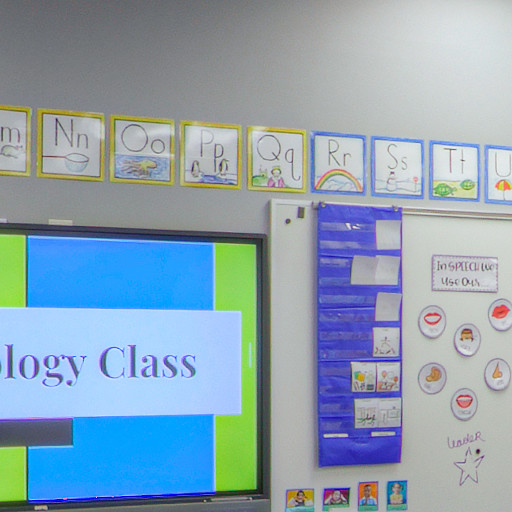 m
Nn
Oo
Pp
Qq
Rr
Ss
Tt
U
ology Class
In SPEECH we
use our...
leader